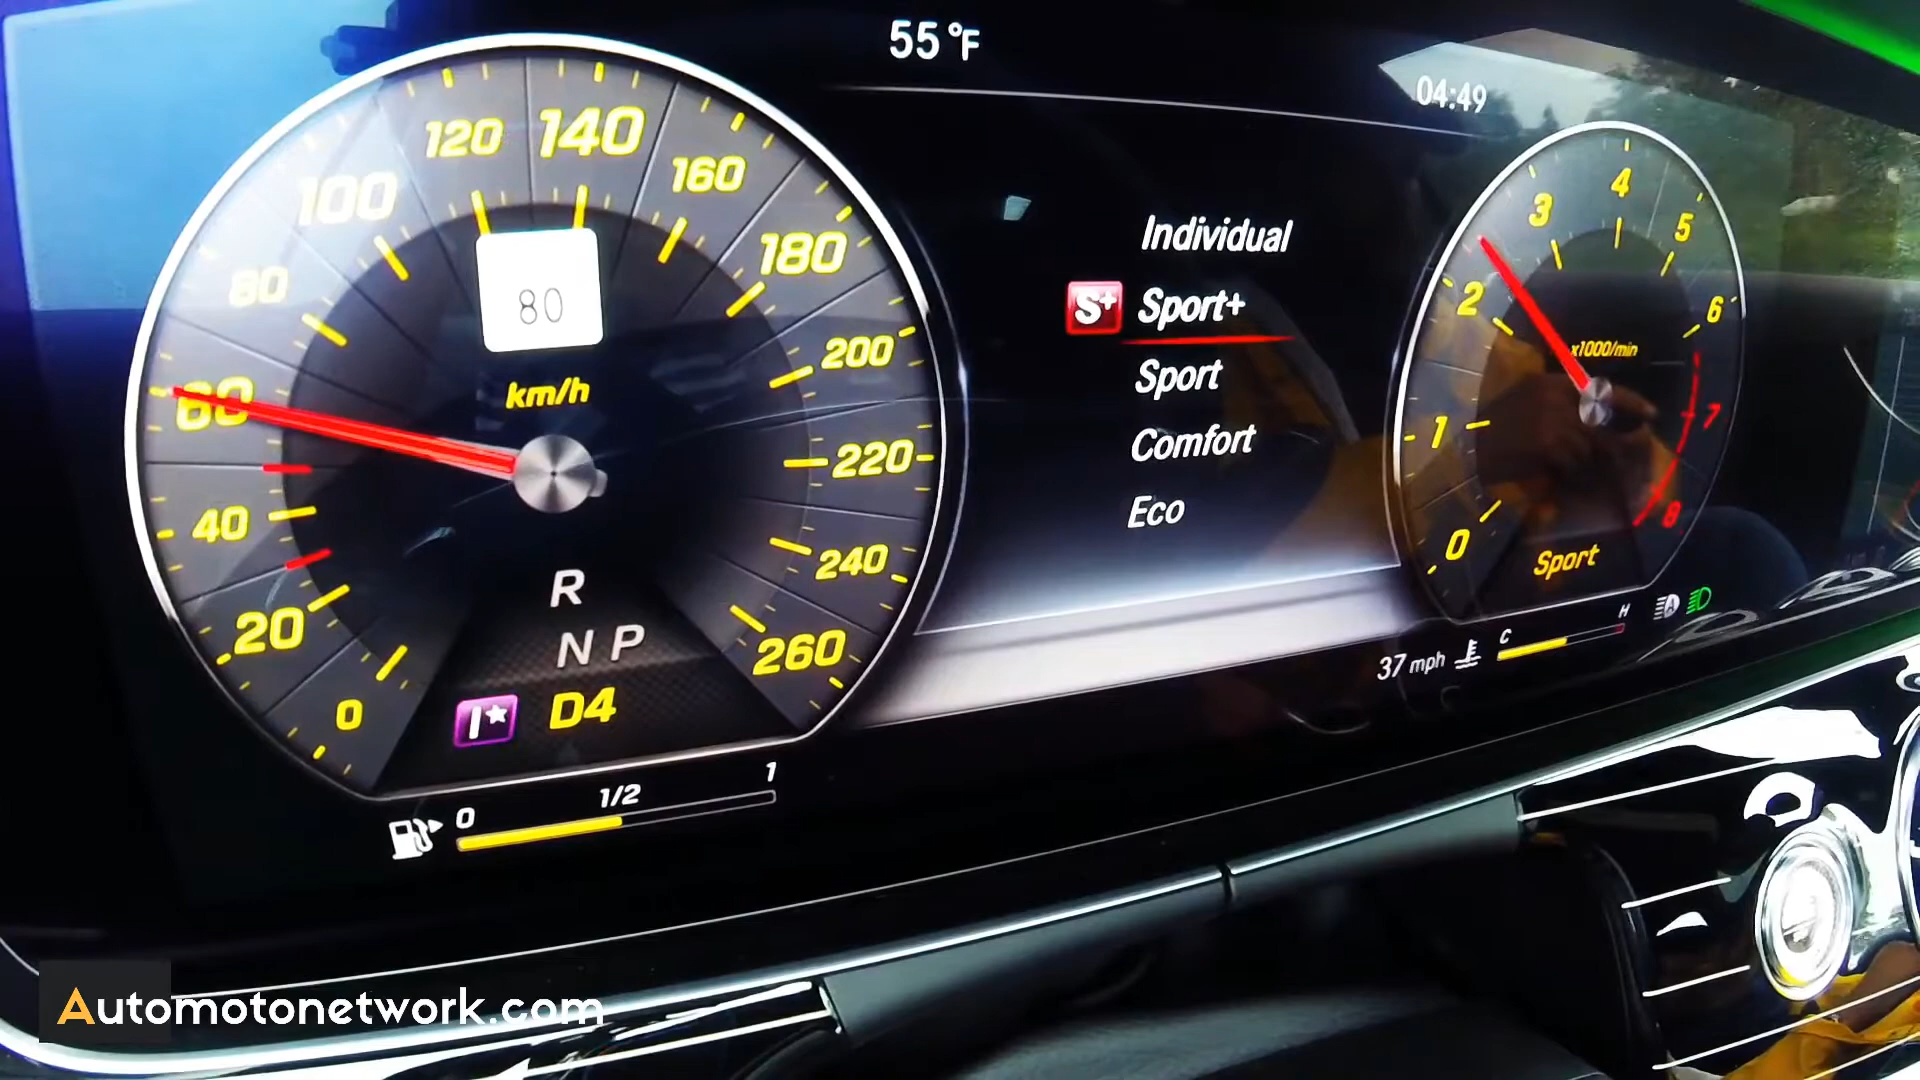 55 °F
04:49
0
20
40
60
80
100
120
140
160
180
200
220
240
260
80
km/h
R
N P
D4
I
0 1/2 1
Individual
S+ Sport+
Sport
Comfort
Eco
0
1
2
3
4
5
6
7
8
x1000/min
Sport
37 mph
C H
A
Automotonetwork.com